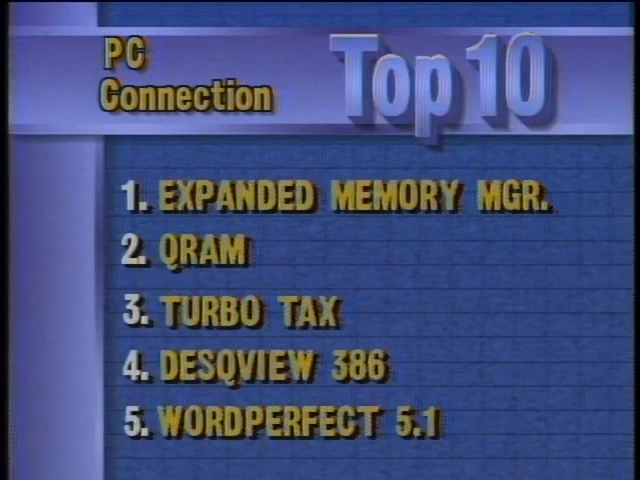 PC
Connection
Top 10
1. EXPANDED MEMORY MGR.
2. QRAM
3. TURBO TAX
4. DESQVIEW 386
5. WORDPERFECT 5.1